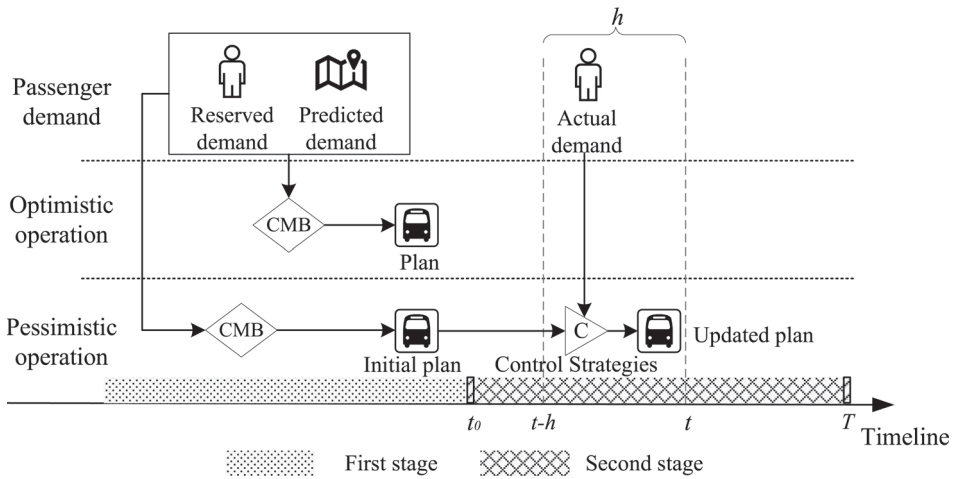 h
Passenger
demand
Reserved
demand
Predicted
demand
Actual
demand
Optimistic
operation
CMB
Plan
Pessimistic
operation
CMB
Initial plan
C
Control Strategies
Updated plan
t₀
t-h
t
T
Timeline
First stage
Second stage